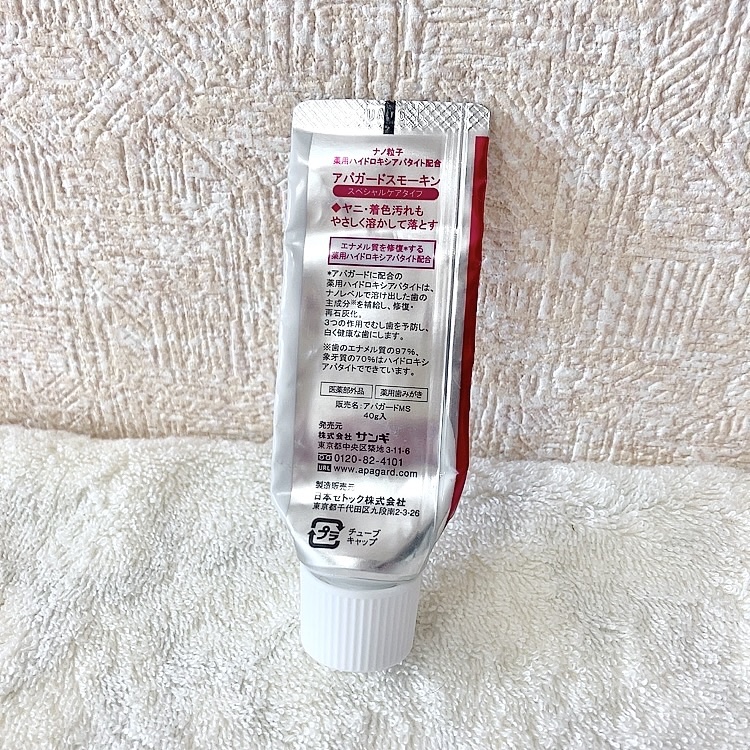 ナノ粒子
薬用ハイドロキシアパタイト配合
アパガードスモーキン
スペシャルケアタイプ
◆ヤニ・着色汚れも
やさしく溶かして落とす
エナメル質を修復*する
薬用ハイドロキシアパタイト配合
*アパガードに配合の
薬用ハイドロキシアパタイトは、
ナノレベルで溶け出した歯の
主成分※を補給し、修復・
再石灰化。
3つの作用でむし歯を予防し、
白く健康な歯にします。
※歯のエナメル質の97%、
象牙質の70%はハイドロキシ
アパタイトでできています。
医薬部外品 薬用歯みがき
販売名:アパガードMS
40g入
発売元
株式会社 サンギ
東京都中央区築地3-11-6
0120-82-4101
URL www.apagard.com
製造販売元
日本ゼトック株式会社
東京都千代田区九段南2-3-26
プラ チューブ
キャップ